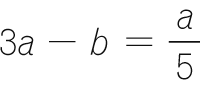 3a − b = a/5